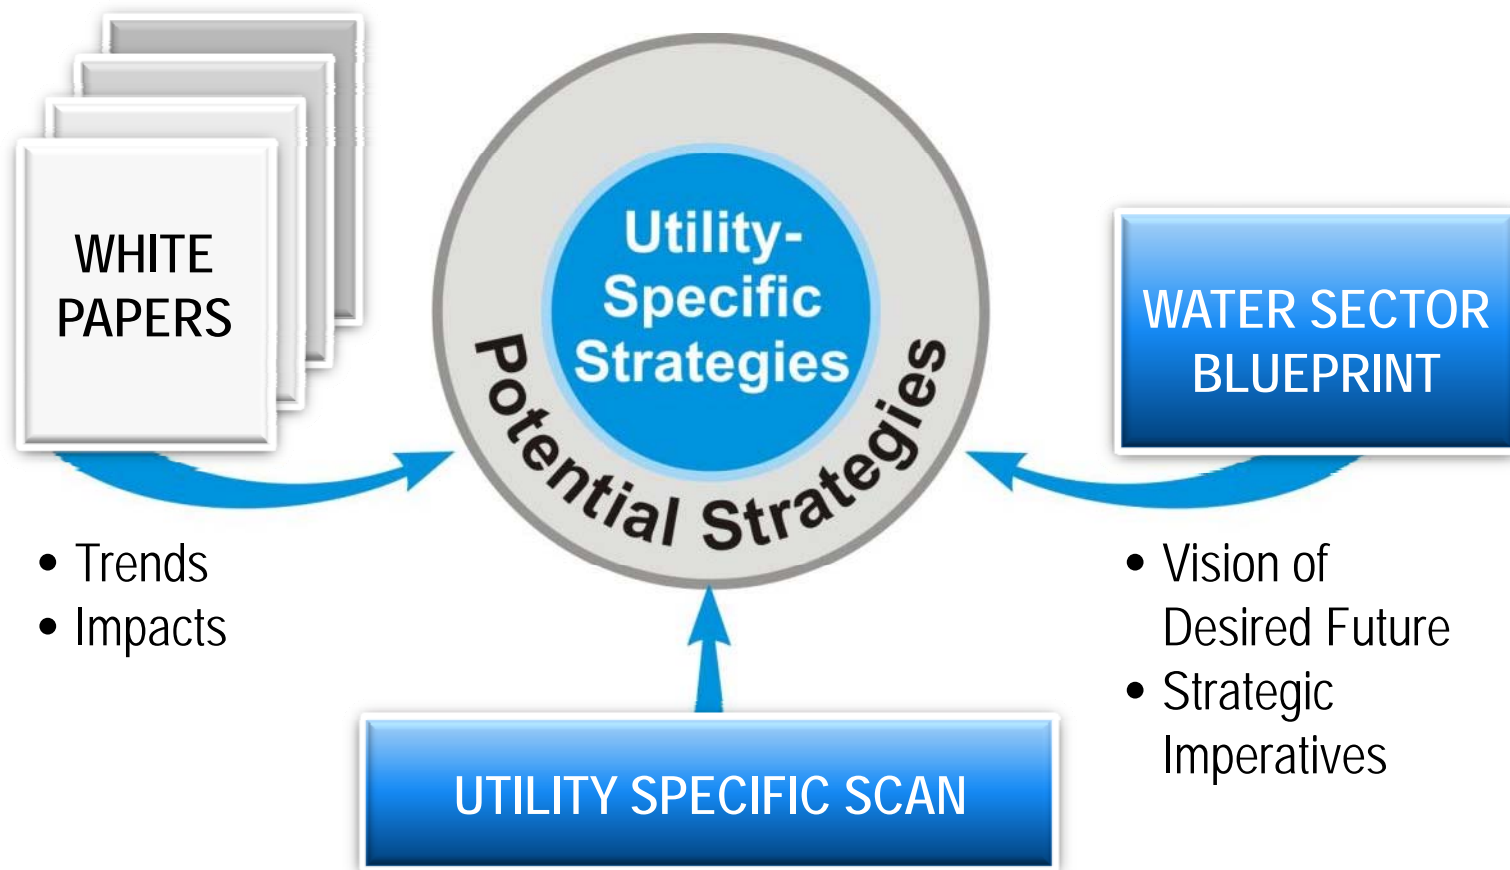 WHITE
PAPERS
• Trends
• Impacts
Utility-
Specific
Strategies
Potential Strategies
UTILITY SPECIFIC SCAN
WATER SECTOR
BLUEPRINT
• Vision of
Desired Future
• Strategic
Imperatives